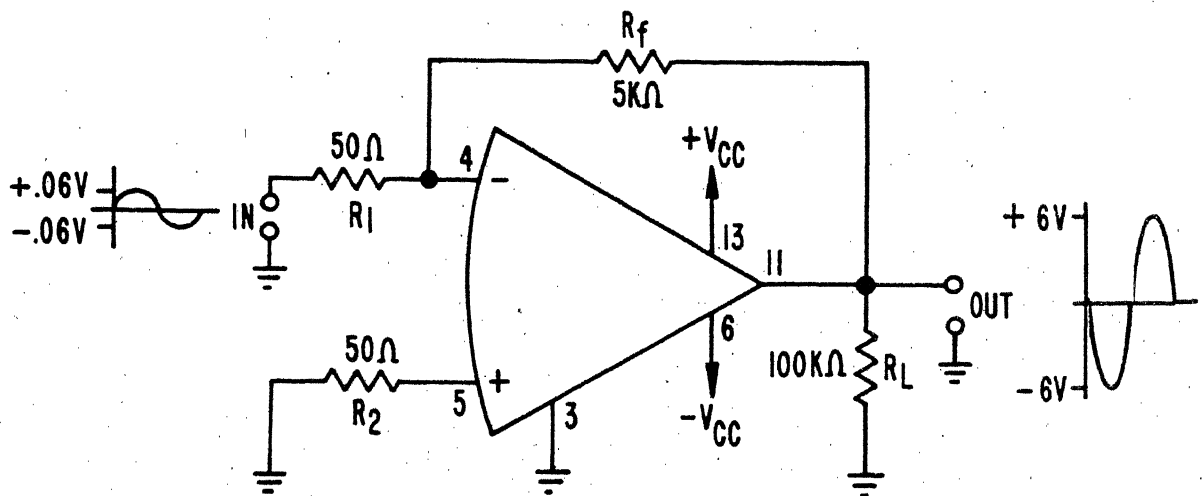 Rf
5KΩ
50Ω
R1
4
−
+VCC
13
11
+.06V
-.06V
IN
+ 6V
- 6V
OUT
6
-VCC
100KΩ
RL
50Ω
R2
5
+
3